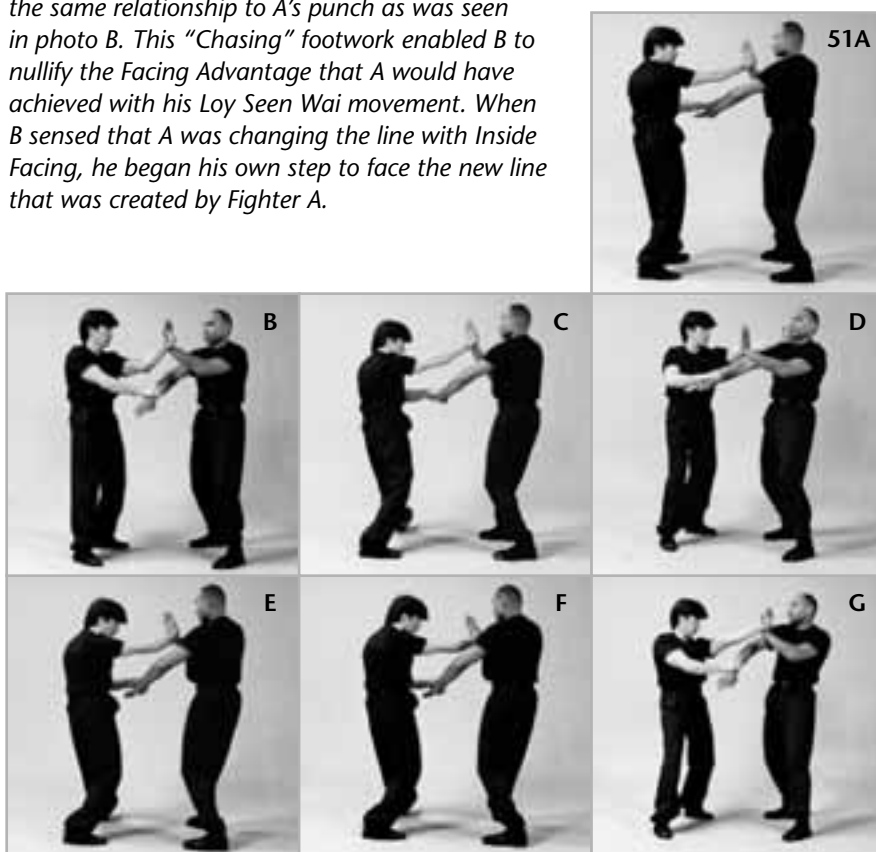 the same relationship to A’s punch as was seen
in photo B. This “Chasing” footwork enabled B to
nullify the Facing Advantage that A would have
achieved with his Loy Seen Wai movement. When
B sensed that A was changing the line with Inside
Facing, he began his own step to face the new line
that was created by Fighter A.
51A
B
C
D
E
F
G